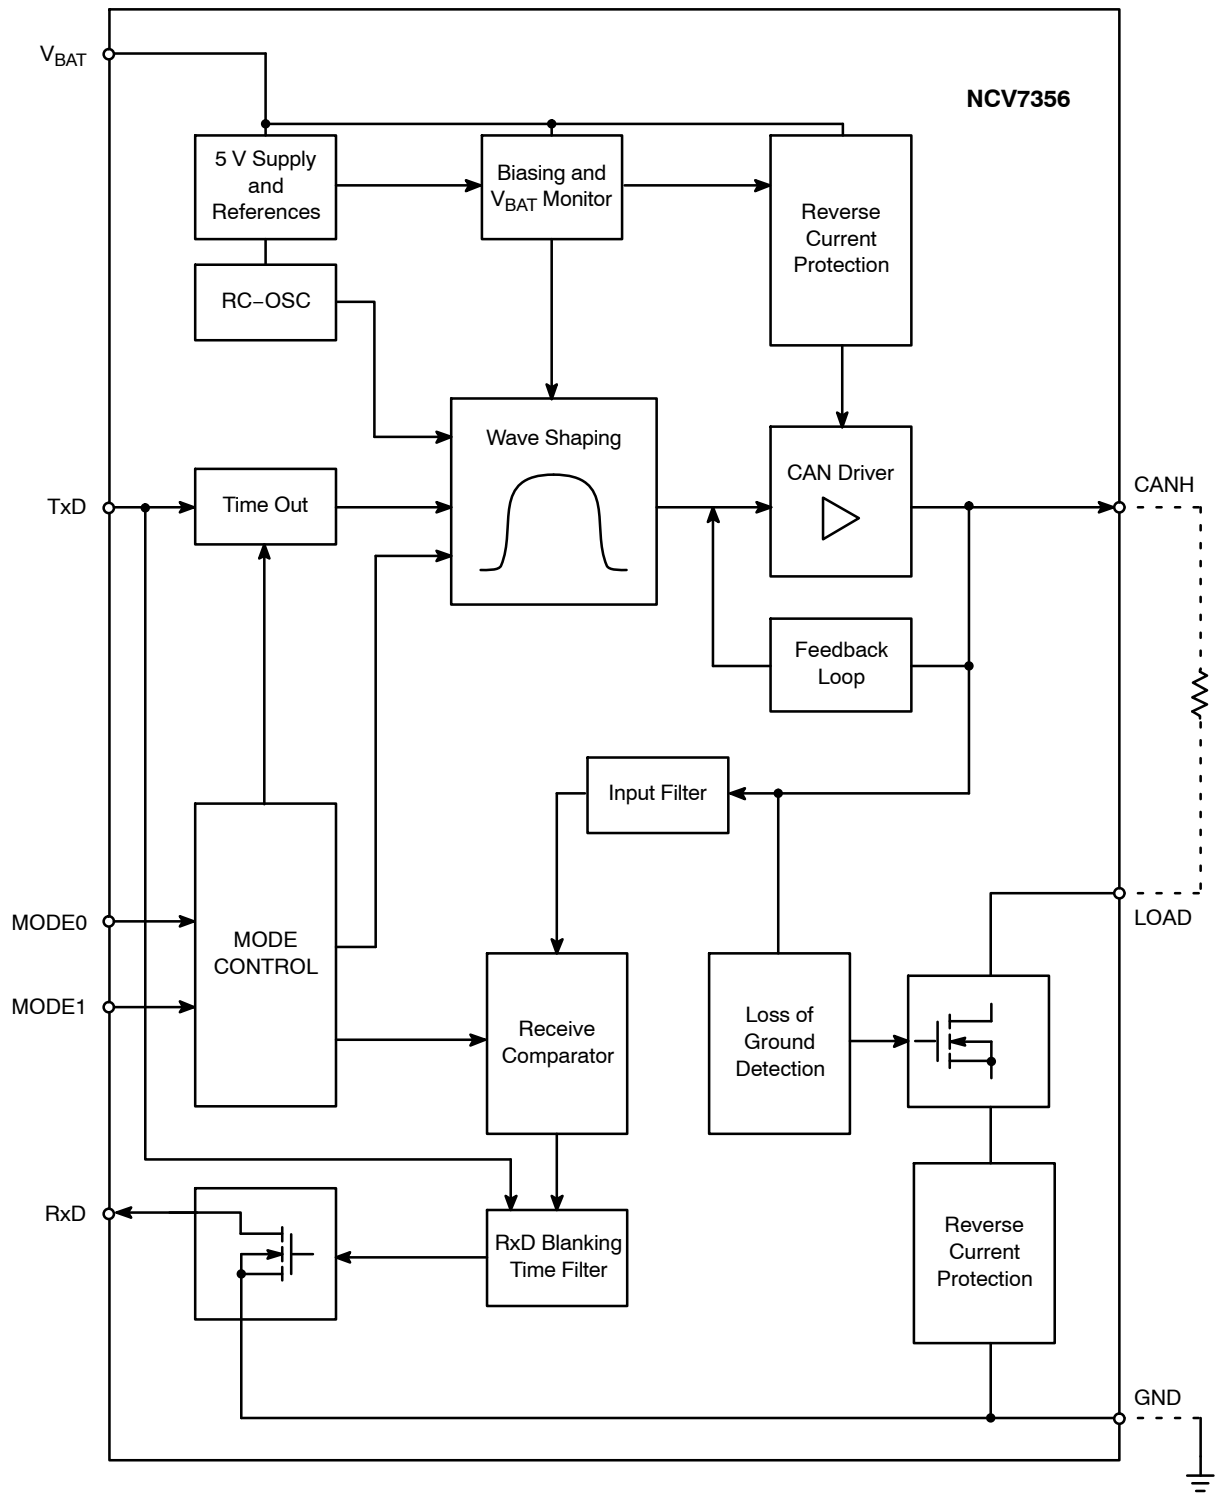 V_BAT
NCV7356
5 V Supply
and
References
Biasing and
V_BAT Monitor
Reverse
Current
Protection
RC−OSC
Wave Shaping
CAN Driver
CANH
TxD
Time Out
Feedback
Loop
Input Filter
MODE0
LOAD
MODE
CONTROL
MODE1
Receive
Comparator
Loss of
Ground
Detection
RxD
RxD Blanking
Time Filter
Reverse
Current
Protection
GND